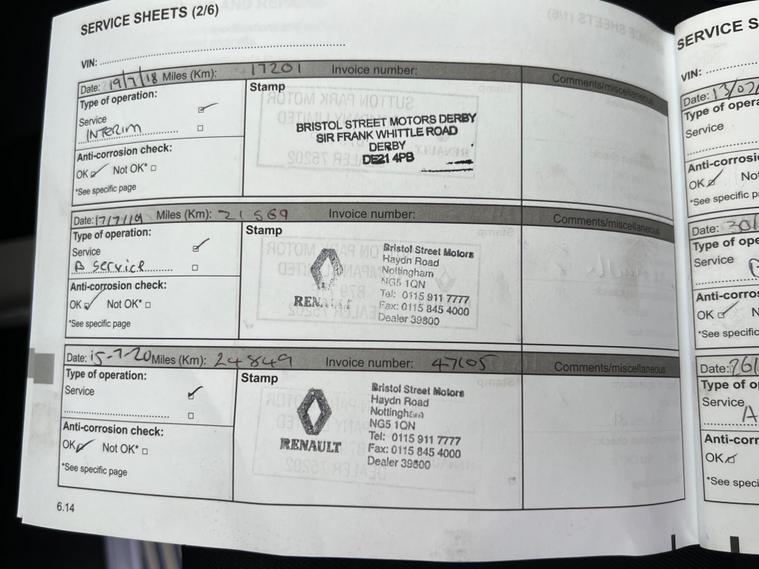 SERVICE SHEETS (2/6)
VIN:
Date: 19/7/18 Miles (Km): 17201 Invoice number:
Comments/miscellaneous
Type of operation:
Service
INTERIM
Anti-corrosion check:
OK Not OK*
*See specific page
Stamp
BRISTOL STREET MOTORS DERBY
SIR FRANK WHITTLE ROAD
DERBY
DE21 4PB
Date: 17/7/19 Miles (Km): 21569 Invoice number:
Comments/miscellaneous
Type of operation:
Service
B Service
Anti-corrosion check:
OK Not OK*
*See specific page
Stamp
RENAULT
Bristol Street Motors
Haydn Road
Nottingham
NG5 1QN
Tel: 0115 911 7777
Fax: 0115 845 4000
Dealer 39800
Date: 15-7-20 Miles (Km): 24849 Invoice number: 47105
Comments/miscellaneous
Type of operation:
Service
Anti-corrosion check:
OK Not OK*
*See specific page
Stamp
RENAULT
Bristol Street Motors
Haydn Road
Nottingham
NG5 1QN
Tel: 0115 911 7777
Fax: 0115 845 4000
Dealer 39800
6.14
SERVICE S
VIN:
Date: 13/07/
Type of opera
Service
Anti-corrosi
OK No
*See specific p
Date: 30/
Type of ope
Service
Anti-corros
OK N
*See specific
Date: 26/
Type of o
Service
A
Anti-corr
OK
*See speci